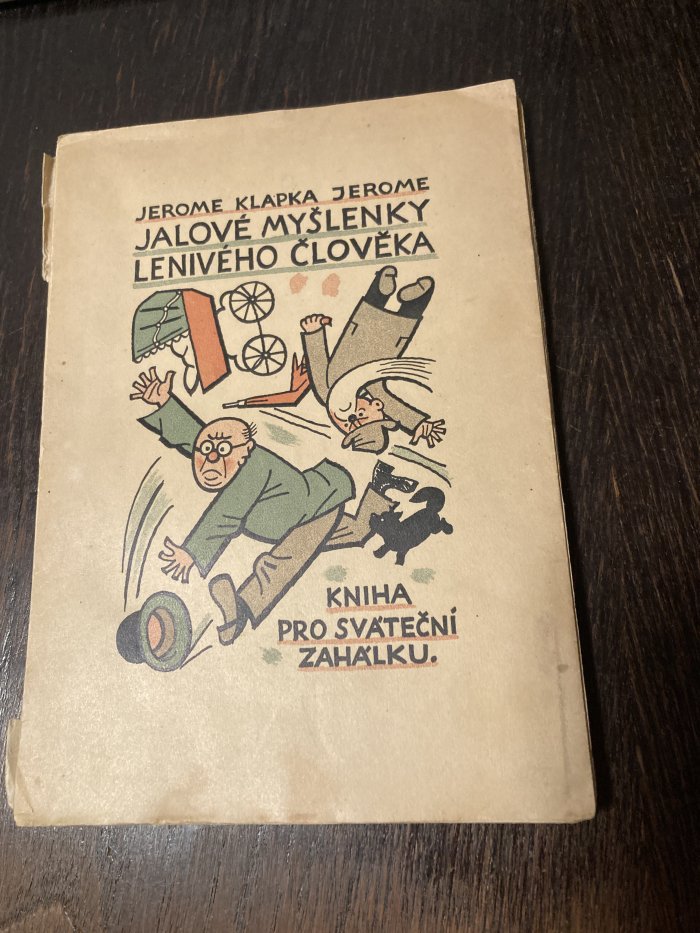 JEROME KLAPKA JEROME
JALOVÉ MYŠLENKY
LENIVÉHO ČLOVĚKA
KNIHA
PRO SVÁTEČNÍ
ZAHÁLKU.